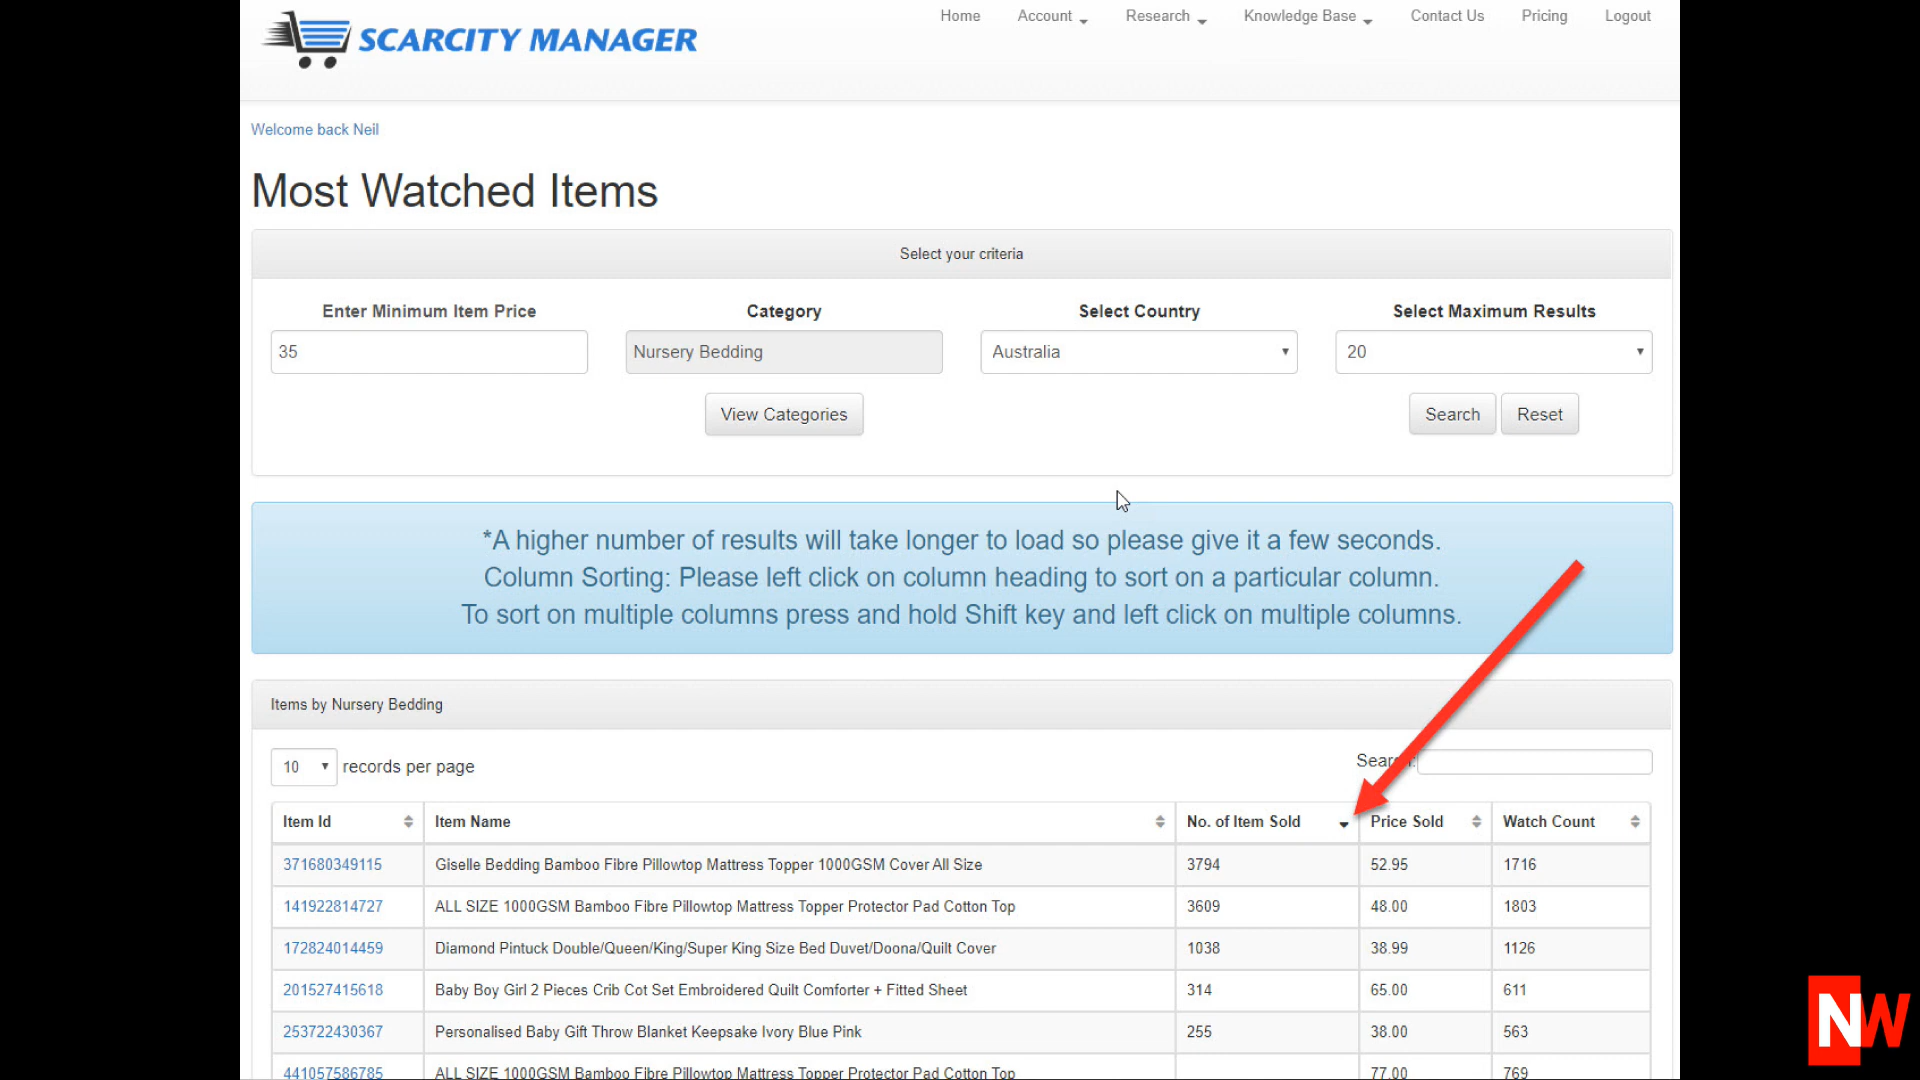 SCARCITY MANAGER
Home Account Research Knowledge Base Contact Us Pricing Logout
Welcome back Neil
Most Watched Items
Select your criteria
Enter Minimum Item Price Category Select Country Select Maximum Results
35 Nursery Bedding Australia 20
View Categories Search Reset
*A higher number of results will take longer to load so please give it a few seconds.
Column Sorting: Please left click on column heading to sort on a particular column.
To sort on multiple columns press and hold Shift key and left click on multiple columns.
Items by Nursery Bedding
10 records per page Search:
Item Id Item Name No. of Item Sold Price Sold Watch Count
371680349115 Giselle Bedding Bamboo Fibre Pillowtop Mattress Topper 1000GSM Cover All Size 3794 52.95 1716
141922814727 ALL SIZE 1000GSM Bamboo Fibre Pillowtop Mattress Topper Protector Pad Cotton Top 3609 48.00 1803
172824014459 Diamond Pintuck Double/Queen/King/Super King Size Bed Duvet/Doona/Quilt Cover 1038 38.99 1126
201527415618 Baby Boy Girl 2 Pieces Crib Cot Set Embroidered Quilt Comforter + Fitted Sheet 314 65.00 611
253722430367 Personalised Baby Gift Throw Blanket Keepsake Ivory Blue Pink 255 38.00 563
441057586785 ALL SIZE 1000GSM Bamboo Fibre Pillowtop Mattress Topper Protector Pad Cotton Top 77.00 769
NW